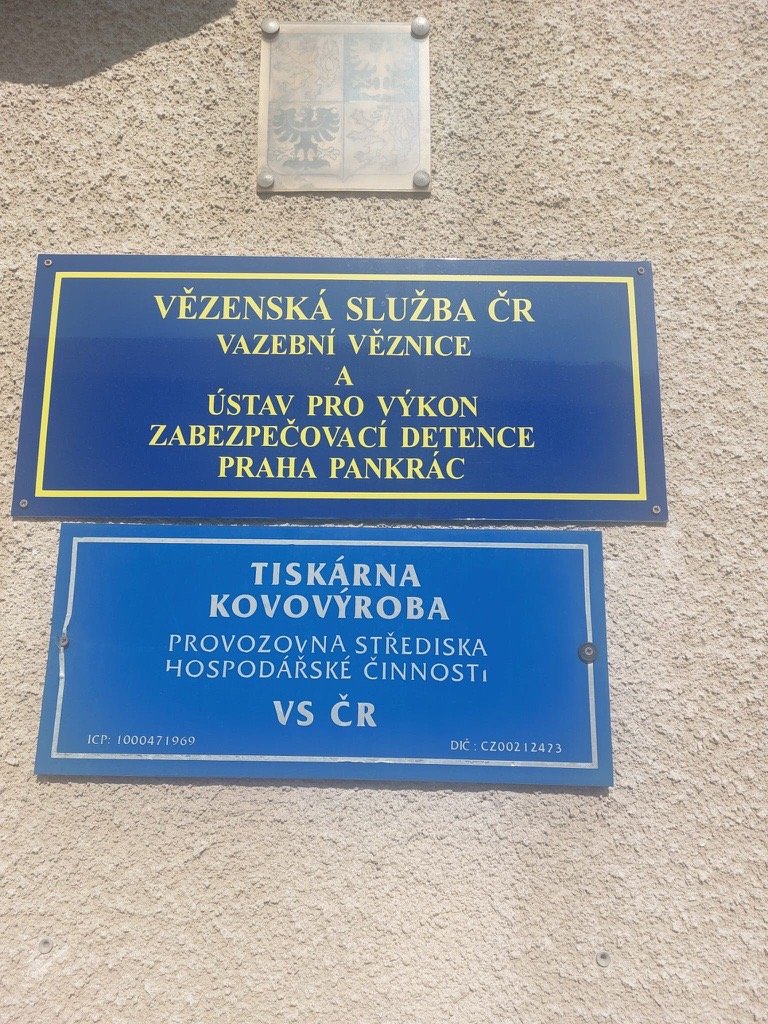 VĚZENSKÁ SLUŽBA ČR
VAZEBNÍ VĚZNICE
A
ÚSTAV PRO VÝKON
ZABEZPEČOVACÍ DETENCE
PRAHA PANKRÁC
TISKÁRNA
KOVOVÝROBA
PROVOZOVNA STŘEDISKA
HOSPODÁŘSKÉ ČINNOSTI
VS ČR
ICP: 1000471969
DIČ: CZ00212423